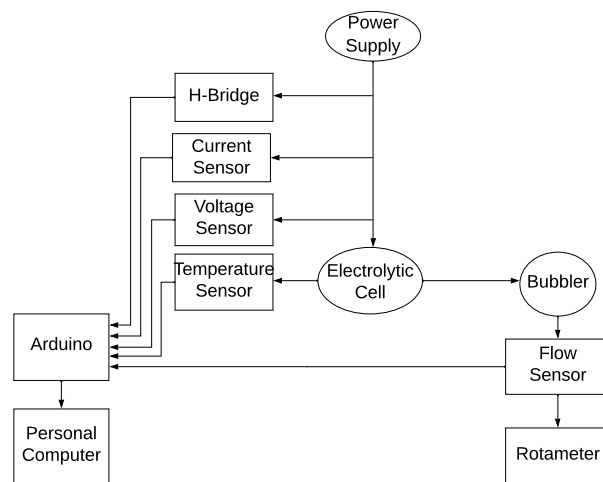 Power
Supply
H-Bridge
Current
Sensor
Voltage
Sensor
Temperature
Sensor
Electrolytic
Cell
Bubbler
Arduino
Flow
Sensor
Personal
Computer
Rotameter